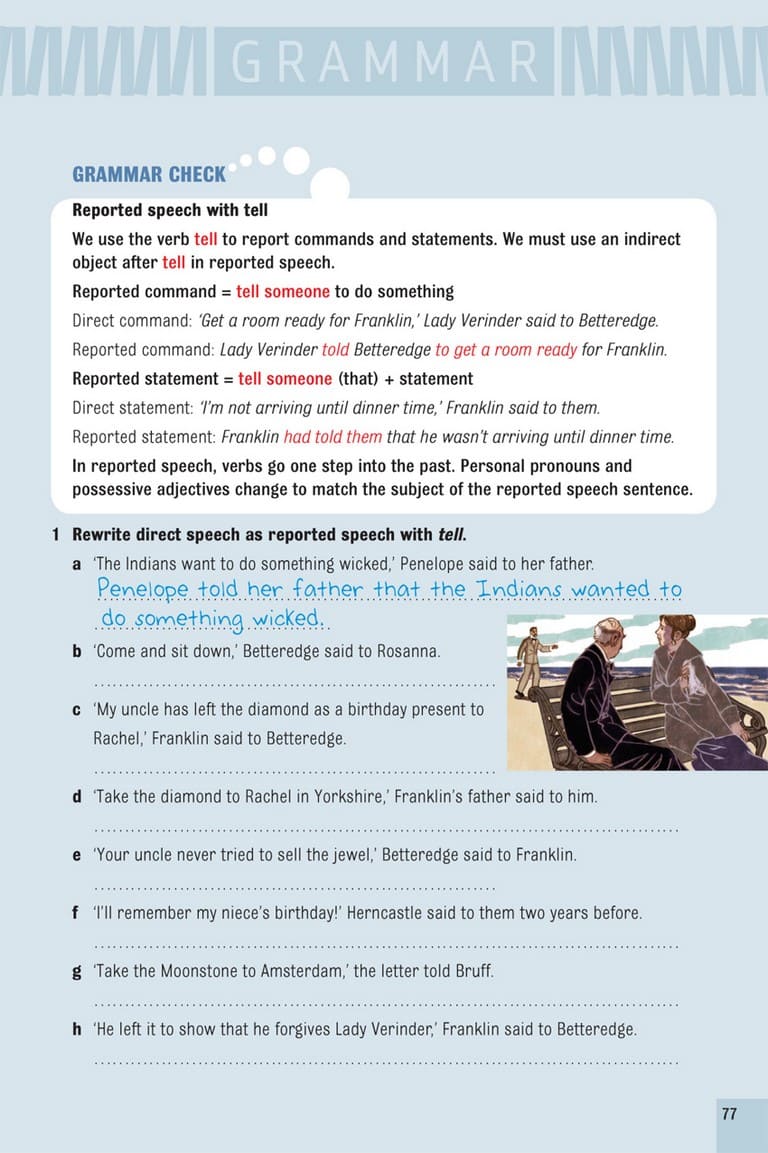 GRAMMAR
GRAMMAR CHECK
Reported speech with tell
We use the verb tell to report commands and statements. We must use an indirect
object after tell in reported speech.
Reported command = tell someone to do something
Direct command: ‘Get a room ready for Franklin,’ Lady Verinder said to Betteredge.
Reported command: Lady Verinder told Betteredge to get a room ready for Franklin.
Reported statement = tell someone (that) + statement
Direct statement: ‘I’m not arriving until dinner time,’ Franklin said to them.
Reported statement: Franklin had told them that he wasn’t arriving until dinner time.
In reported speech, verbs go one step into the past. Personal pronouns and
possessive adjectives change to match the subject of the reported speech sentence.
1 Rewrite direct speech as reported speech with tell.
a ‘The Indians want to do something wicked,’ Penelope said to her father.
Penelope told her father that the Indians wanted to
do something wicked.
b ‘Come and sit down,’ Betteredge said to Rosanna.
c ‘My uncle has left the diamond as a birthday present to
Rachel,’ Franklin said to Betteredge.
d ‘Take the diamond to Rachel in Yorkshire,’ Franklin’s father said to him.
e ‘Your uncle never tried to sell the jewel,’ Betteredge said to Franklin.
f ‘I’ll remember my niece’s birthday!’ Herncastle said to them two years before.
g ‘Take the Moonstone to Amsterdam,’ the letter told Bruff.
h ‘He left it to show that he forgives Lady Verinder,’ Franklin said to Betteredge.
77